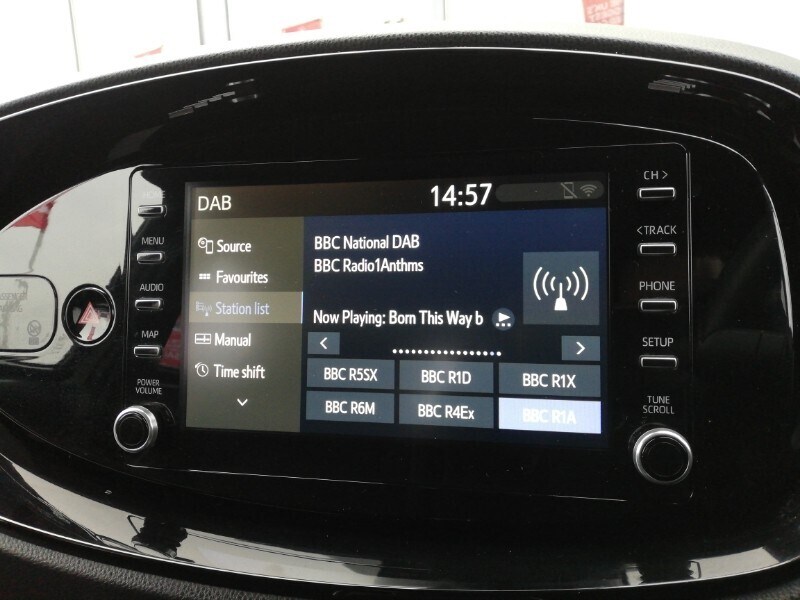 DAB
14:57
Source
Favourites
Station list
Manual
Time shift
BBC National DAB
BBC Radio1Anthms
Now Playing: Born This Way b
BBC R5SX
BBC R1D
BBC R1X
BBC R6M
BBC R4Ex
BBC R1A
HOME
MENU
AUDIO
MAP
POWER
VOLUME
CH >
< TRACK
PHONE
SETUP
TUNE
SCROLL